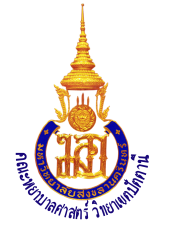 มหาวิทยาลัยสงขลานครินทร์
คณะพยาบาลศาสตร์ วิทยาเขตปัตตานี